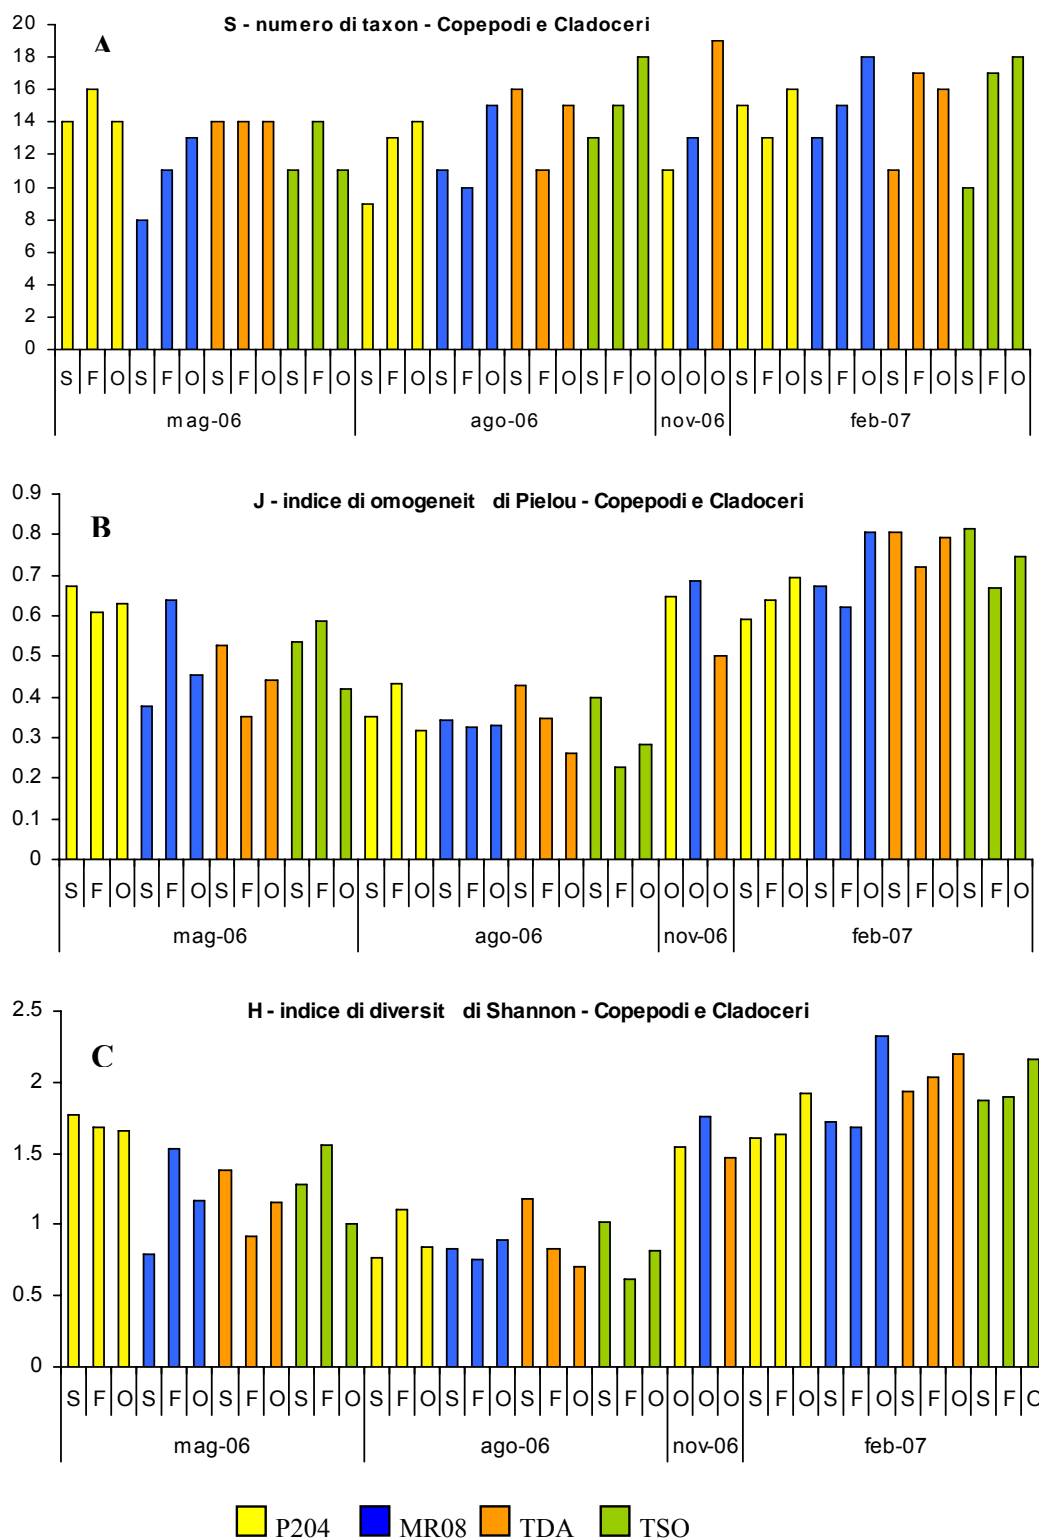 S - numero di taxon - Copepodi e Cladoceri
A
20
18
16
14
12
10
8
6
4
2
0
S F O S F O S F O S F O S F O S F O S F O S F O O O O S F O S F O S F O S F O
mag-06 ago-06 nov-06 feb-07
J - indice di omogeneit di Pielou - Copepodi e Cladoceri
B
0.9
0.8
0.7
0.6
0.5
0.4
0.3
0.2
0.1
0
S F O S F O S F O S F O S F O S F O S F O S F O O O O S F O S F O S F O S F O
mag-06 ago-06 nov-06 feb-07
H - indice di diversit di Shannon - Copepodi e Cladoceri
C
2.5
2
1.5
1
0.5
0
S F O S F O S F O S F O S F O S F O S F O S F O O O O S F O S F O S F O S F O
mag-06 ago-06 nov-06 feb-07
P204 MR08 TDA TSO